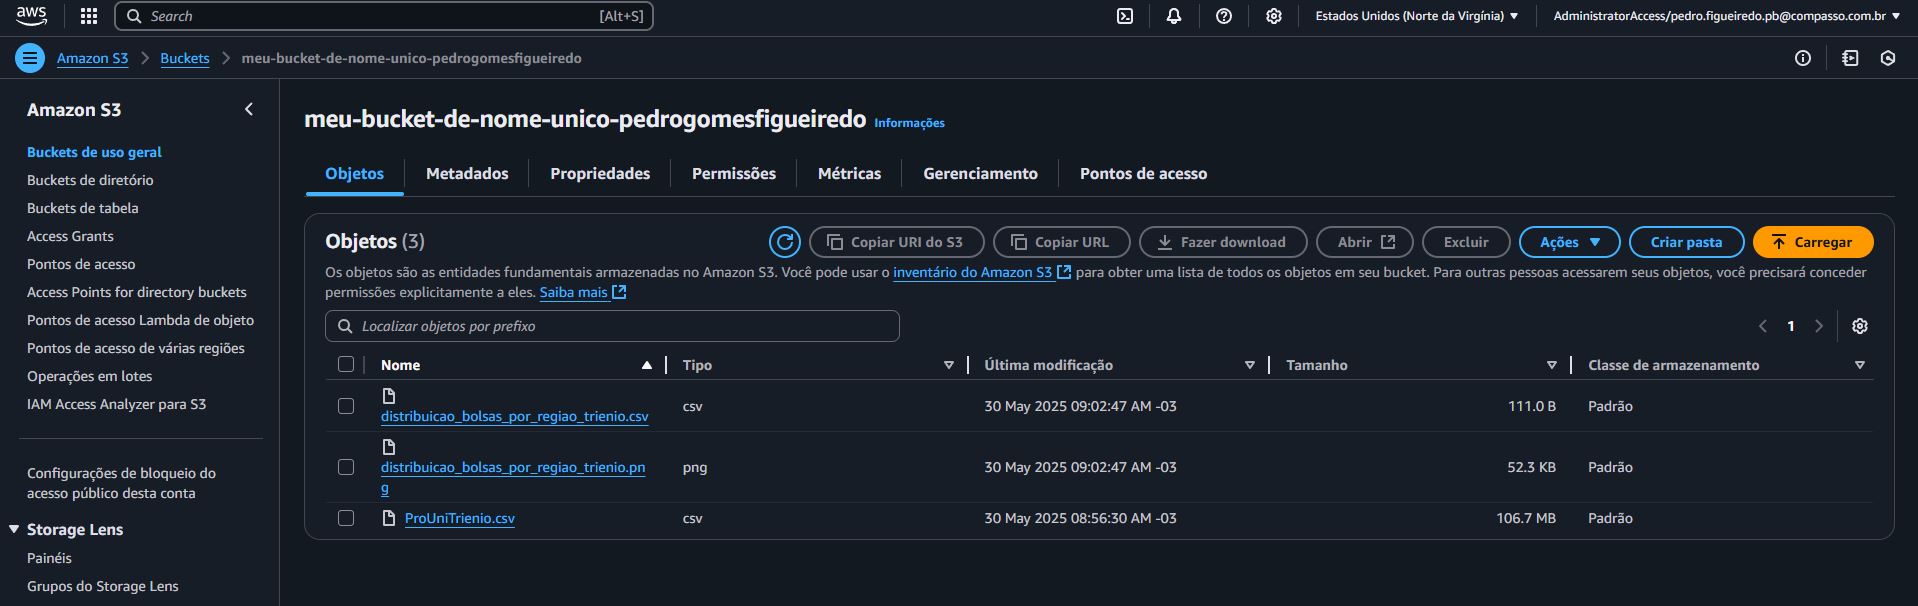 aws
Search
[Alt+S]
Estados Unidos (Norte da Virgínia)
AdministratorAccess/pedro.figueiredo.pb@compasso.com.br
Amazon S3
Buckets
meu-bucket-de-nome-unico-pedrogomesfigueiredo
Amazon S3
Buckets de uso geral
Buckets de diretório
Buckets de tabela
Access Grants
Pontos de acesso
Access Points for directory buckets
Pontos de acesso Lambda de objeto
Pontos de acesso de várias regiões
Operações em lotes
IAM Access Analyzer para S3
Configurações de bloqueio do
acesso público desta conta
Storage Lens
Painéis
Grupos do Storage Lens
meu-bucket-de-nome-unico-pedrogomesfigueiredo Informações
Objetos
Metadados
Propriedades
Permissões
Métricas
Gerenciamento
Pontos de acesso
Objetos (3)
Copiar URI do S3
Copiar URL
Fazer download
Abrir
Excluir
Ações
Criar pasta
Carregar
Os objetos são as entidades fundamentais armazenadas no Amazon S3. Você pode usar o inventário do Amazon S3 para obter uma lista de todos os objetos em seu bucket. Para outras pessoas acessarem seus objetos, você precisará conceder
permissões explicitamente a eles. Saiba mais
Localizar objetos por prefixo
1
Nome
Tipo
Última modificação
Tamanho
Classe de armazenamento
distribuicao_bolsas_por_regiao_trienio.csv
csv
30 May 2025 09:02:47 AM -03
111.0 B
Padrão
distribuicao_bolsas_por_regiao_trienio.pn
g
png
30 May 2025 09:02:47 AM -03
52.3 KB
Padrão
ProUniTrienio.csv
csv
30 May 2025 08:56:30 AM -03
106.7 MB
Padrão